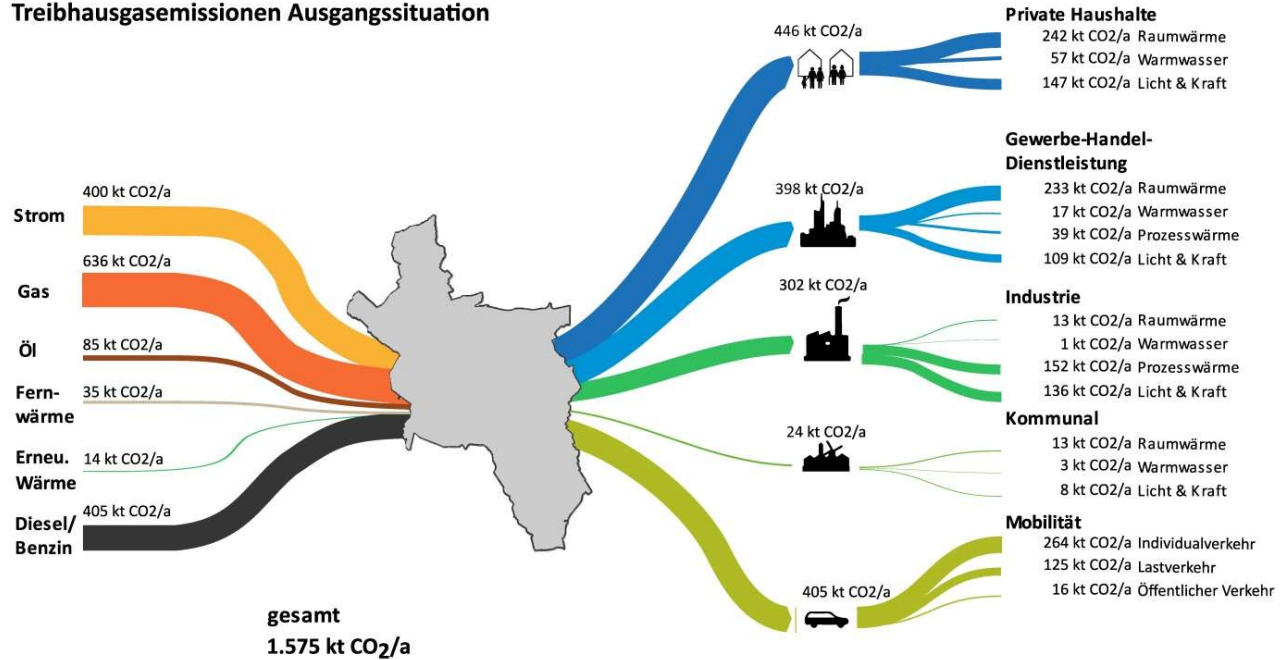 Treibhausgasemissionen Ausgangssituation
400 kt CO2/a
Strom
636 kt CO2/a
Gas
85 kt CO2/a
Öl
35 kt CO2/a
Fern-
wärme
14 kt CO2/a
Erneu.
Wärme
405 kt CO2/a
Diesel/
Benzin
gesamt
1.575 kt CO2/a
446 kt CO2/a
Private Haushalte
242 kt CO2/a Raumwärme
57 kt CO2/a Warmwasser
147 kt CO2/a Licht & Kraft
398 kt CO2/a
Gewerbe-Handel-
Dienstleistung
233 kt CO2/a Raumwärme
17 kt CO2/a Warmwasser
39 kt CO2/a Prozesswärme
109 kt CO2/a Licht & Kraft
302 kt CO2/a
Industrie
13 kt CO2/a Raumwärme
1 kt CO2/a Warmwasser
152 kt CO2/a Prozesswärme
136 kt CO2/a Licht & Kraft
24 kt CO2/a
Kommunal
13 kt CO2/a Raumwärme
3 kt CO2/a Warmwasser
8 kt CO2/a Licht & Kraft
405 kt CO2/a
Mobilität
264 kt CO2/a Individualverkehr
125 kt CO2/a Lastverkehr
16 kt CO2/a Öffentlicher Verkehr